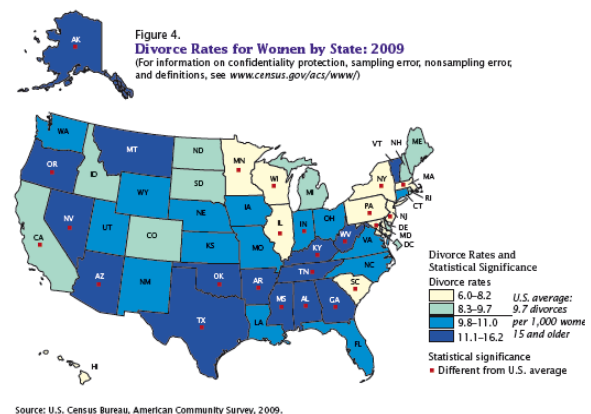 Figure 4.
Divorce Rates for Women by State: 2009
(For information on confidentiality protection, sampling error, nonsampling error,
and definitions, see www.census.gov/acs/www/)
AK
WA
OR
MT
ID
ND
MN
SD
WI
WY
NV
CA
UT
CO
NE
IA
IL
IN
OH
MI
KS
MO
KY
WV
VA
AZ
NM
OK
AR
TN
NC
SC
MS
AL
GA
TX
LA
FL
HI
VT
NH
ME
NY
MA
RI
CT
PA
NJ
DE
MD
DC
Divorce Rates and
Statistical Significance
Divorce rates
6.0–8.2
8.3–9.7
9.8–11.0
11.1–16.2
U.S. average:
9.7 divorces
per 1,000 wome
15 and older
Statistical significance
Different from U.S. average
Source: U.S. Census Bureau, American Community Survey, 2009.